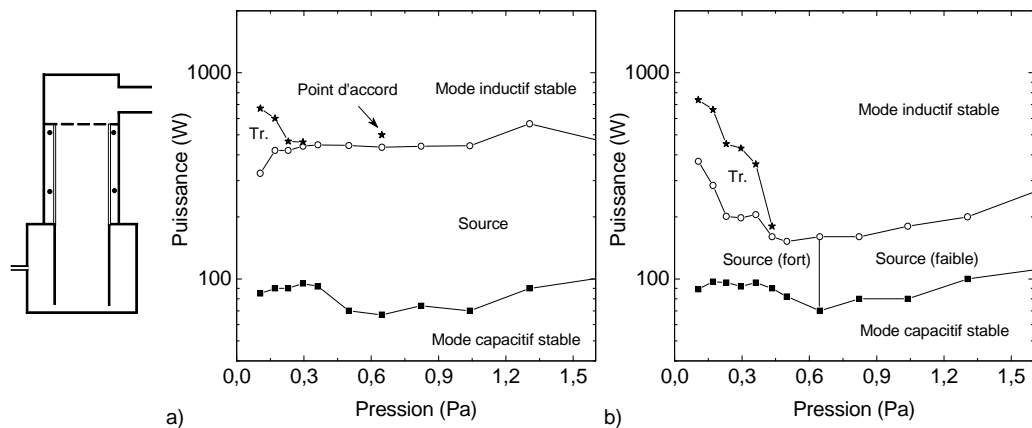 1000
100
Puissance (W)
Point d'accord
Mode inductif stable
Tr.
Source
Mode capacitif stable
0,0 0,3 0,6 0,9 1,2 1,5
Pression (Pa)
a)
1000
100
Puissance (W)
Mode inductif stable
Tr.
Source (fort)
Source (faible)
Mode capacitif stable
0,0 0,3 0,6 0,9 1,2 1,5
Pression (Pa)
b)